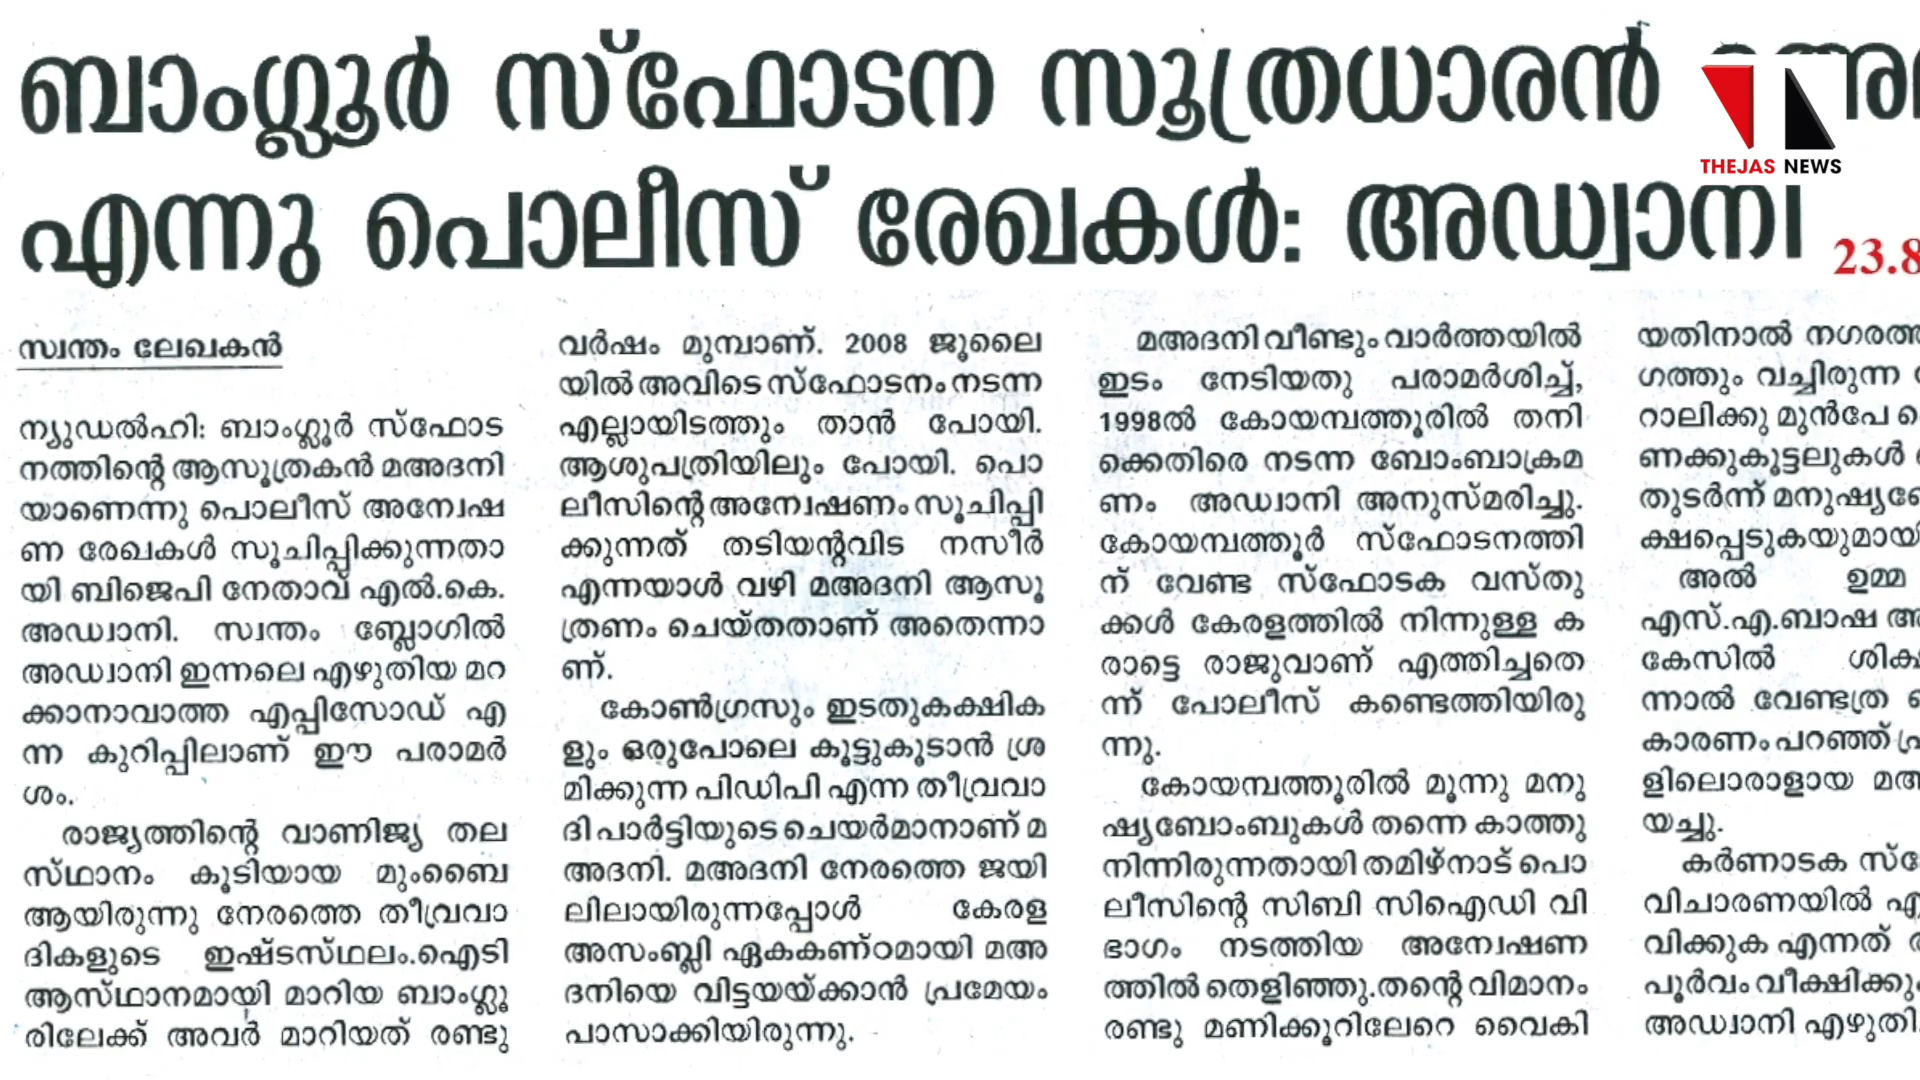 ബാംഗ്ലൂർ സ്ഫോടന സൂത്രധാരൻ
THEJAS NEWS
എന്നു പൊലീസ് രേഖകൾ: അഡ്വാനി
23.8
സ്വന്തം ലേഖകൻ
ന്യുഡൽഹി: ബാംഗ്ലൂർ സ്ഫോട
നത്തിന്റെ ആസൂത്രകൻ മഅദനി
യാണെന്നു പൊലീസ് അന്വേഷ
ണ രേഖകൾ സൂചിപ്പിക്കുന്നതാ
യി ബിജെപി നേതാവ് എൽ.കെ.
അഡ്വാനി. സ്വന്തം ബ്ലോഗിൽ
അഡ്വാനി ഇന്നലെ എഴുതിയ മറ
ക്കാനാവാത്ത എപ്പിസോഡ് എ
ന്ന കുറിപ്പിലാണ് ഈ പരാമർ
ശം.
രാജ്യത്തിന്റെ വാണിജ്യ തല
സ്ഥാനം കൂടിയായ മുംബൈ
ആയിരുന്നു നേരത്തെ തീവ്രവാ
ദികളുടെ ഇഷ്ടസ്ഥലം.ഐടി
ആസ്ഥാനമായി മാറിയ ബാംഗ്ലൂ
രിലേക്ക് അവർ മാറിയത് രണ്ടു
വർഷം മുമ്പാണ്. 2008 ജൂലൈ
യിൽ അവിടെ സ്ഫോടനം നടന്ന
എല്ലായിടത്തും താൻ പോയി.
ആശുപത്രിയിലും പോയി. പൊ
ലീസിന്റെ അന്വേഷണം സൂചിപ്പി
ക്കുന്നത് തടിയന്റവിട നസീർ
എന്നയാൾ വഴി മഅദനി ആസൂ
ത്രണം ചെയ്തതാണ് അതെന്നാ
ണ്.
കോൺഗ്രസും ഇടതുകക്ഷിക
ളും ഒരുപോലെ കൂട്ടുകൂടാൻ ശ്ര
മിക്കുന്ന പിഡിപി എന്ന തീവ്രവാ
ദി പാർട്ടിയുടെ ചെയർമാനാണ് മ
അദനി. മഅദനി നേരത്തെ ജയി
ലിലായിരുന്നപ്പോൾ കേരള
അസംബ്ലി ഏകകണ്ഠമായി മഅ
ദനിയെ വിട്ടയയ്ക്കാൻ പ്രമേയം
പാസാക്കിയിരുന്നു.
മഅദനി വീണ്ടും വാർത്തയിൽ
ഇടം നേടിയതു പരാമർശിച്ച്,
1998ൽ കോയമ്പത്തൂരിൽ തനി
ക്കെതിരെ നടന്ന ബോംബാക്രമ
ണം അഡ്വാനി അനുസ്മരിച്ചു.
കോയമ്പത്തൂർ സ്ഫോടനത്തി
ന് വേണ്ട സ്ഫോടക വസ്തു
ക്കൾ കേരളത്തിൽ നിന്നുള്ള ക
രാട്ടെ രാജുവാണ് എത്തിച്ചതെ
ന്ന് പോലീസ് കണ്ടെത്തിയിരു
ന്നു.
കോയമ്പത്തൂരിൽ മൂന്നു മനു
ഷ്യബോംബുകൾ തന്നെ കാത്തു
നിന്നിരുന്നതായി തമിഴ്നാട് പൊ
ലീസിന്റെ സിബി സിഐഡി വി
ഭാഗം നടത്തിയ അന്വേഷണ
ത്തിൽ തെളിഞ്ഞു.തന്റെ വിമാനം
രണ്ടു മണിക്കൂറിലേറെ വൈകി
യതിനാൽ
ഗത്തും വച്ചിരുന്ന
റാലിക്കു മുൻപേ
ണക്കുകൂട്ടലുകൾ
തുടർന്ന്
ക്ഷപ്പെടുകയുമായി
അൽ ഉമ്മ
എസ്.എ.ബാഷ
കേസിൽ
ന്നാൽ വേണ്ടത്ര
കാരണം പറഞ്ഞ്
ളിലൊരാളായ
യച്ചു.
കർണാടക
വിചാരണയിൽ
വിക്കുക എന്നത്
പൂർവം
അഡ്വാനി എഴുതി.